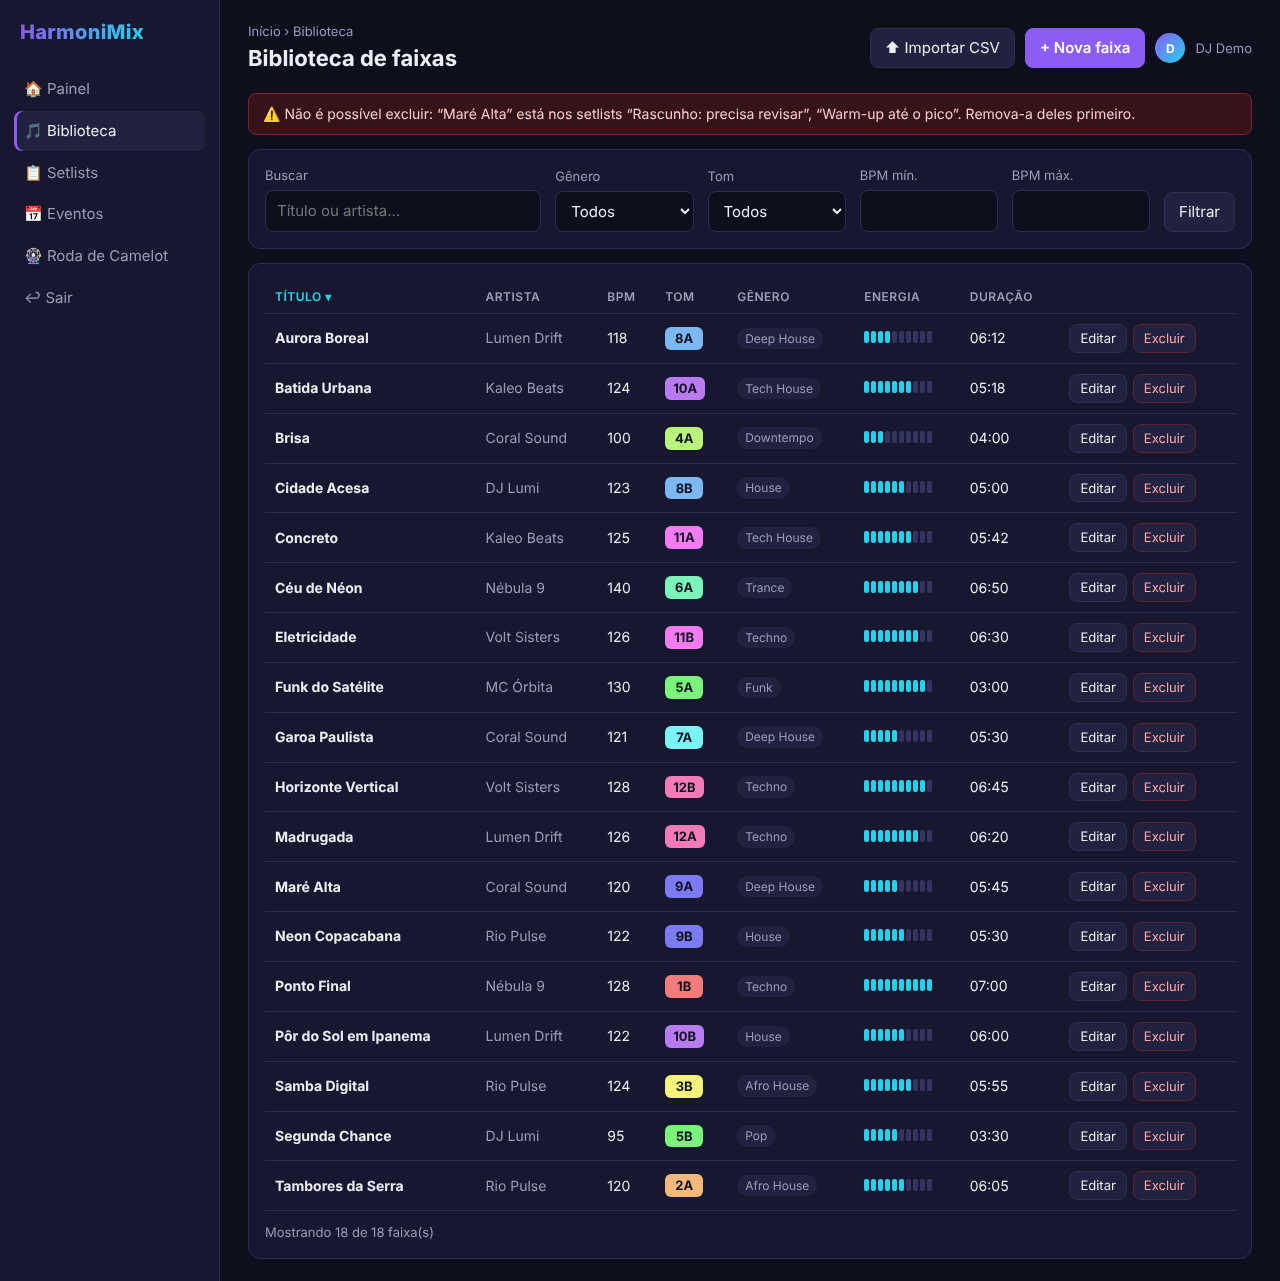 HarmoniMix
🏠 Painel
🎵 Biblioteca
📋 Setlists
📅 Eventos
🎡 Roda de Camelot
↩ Sair
Início › Biblioteca
Biblioteca de faixas
⬆ Importar CSV
+ Nova faixa
D
DJ Demo
⚠️ Não é possível excluir: “Maré Alta” está nos setlists “Rascunho: precisa revisar”, “Warm-up até o pico”. Remova-a deles primeiro.
Buscar Gênero Tom BPM mín. BPM máx.
Título ou artista... Todos Todos Filtrar
TÍTULO ▾ ARTISTA BPM TOM GÊNERO ENERGIA DURAÇÃO
Aurora Boreal Lumen Drift 118 8A Deep House 06:12 Editar Excluir
Batida Urbana Kaleo Beats 124 10A Tech House 05:18 Editar Excluir
Brisa Coral Sound 100 4A Downtempo 04:00 Editar Excluir
Cidade Acesa DJ Lumi 123 8B House 05:00 Editar Excluir
Concreto Kaleo Beats 125 11A Tech House 05:42 Editar Excluir
Céu de Néon Nébula 9 140 6A Trance 06:50 Editar Excluir
Eletricidade Volt Sisters 126 11B Techno 06:30 Editar Excluir
Funk do Satélite MC Órbita 130 5A Funk 03:00 Editar Excluir
Garoa Paulista Coral Sound 121 7A Deep House 05:30 Editar Excluir
Horizonte Vertical Volt Sisters 128 12B Techno 06:45 Editar Excluir
Madrugada Lumen Drift 126 12A Techno 06:20 Editar Excluir
Maré Alta Coral Sound 120 9A Deep House 05:45 Editar Excluir
Neon Copacabana Rio Pulse 122 9B House 05:30 Editar Excluir
Ponto Final Nébula 9 128 1B Techno 07:00 Editar Excluir
Pôr do Sol em Ipanema Lumen Drift 122 10B House 06:00 Editar Excluir
Samba Digital Rio Pulse 124 3B Afro House 05:55 Editar Excluir
Segunda Chance DJ Lumi 95 5B Pop 03:30 Editar Excluir
Tambores da Serra Rio Pulse 120 2A Afro House 06:05 Editar Excluir
Mostrando 18 de 18 faixa(s)